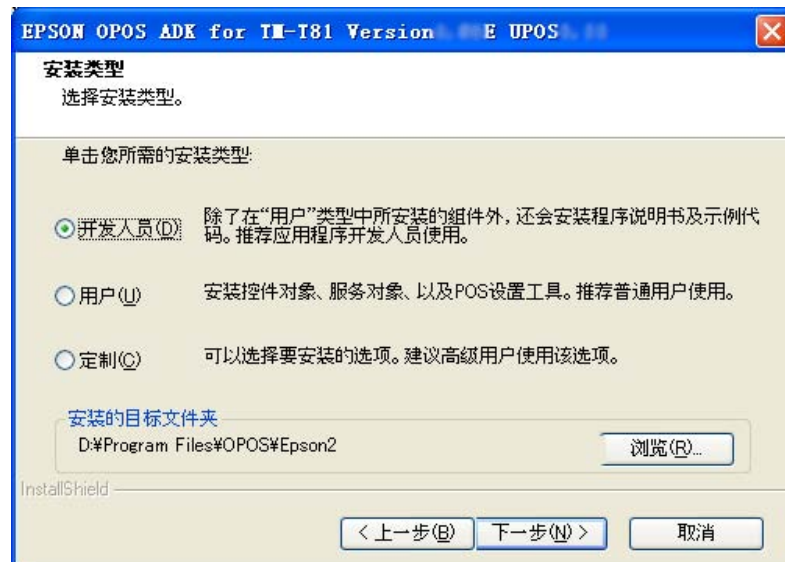 EPSON OPOS ADK for TM-T81 Version E UPOS
安装类型
选择安装类型。
单击您所需的安装类型:
开发人员(D)
除了在“用户”类型中所安装的组件外，还会安装程序说明书及示例代
码。推荐应用程序开发人员使用。
用户(U)
安装控件对象、服务对象、以及POS设置工具。推荐普通用户使用。
定制(C)
可以选择要安装的选项。建议高级用户使用该选项。
安装的目标文件夹
D:¥Program Files¥OPOS¥Epson2
浏览(R)...
InstallShield
< 上一步(B)
下一步(N) >
取消